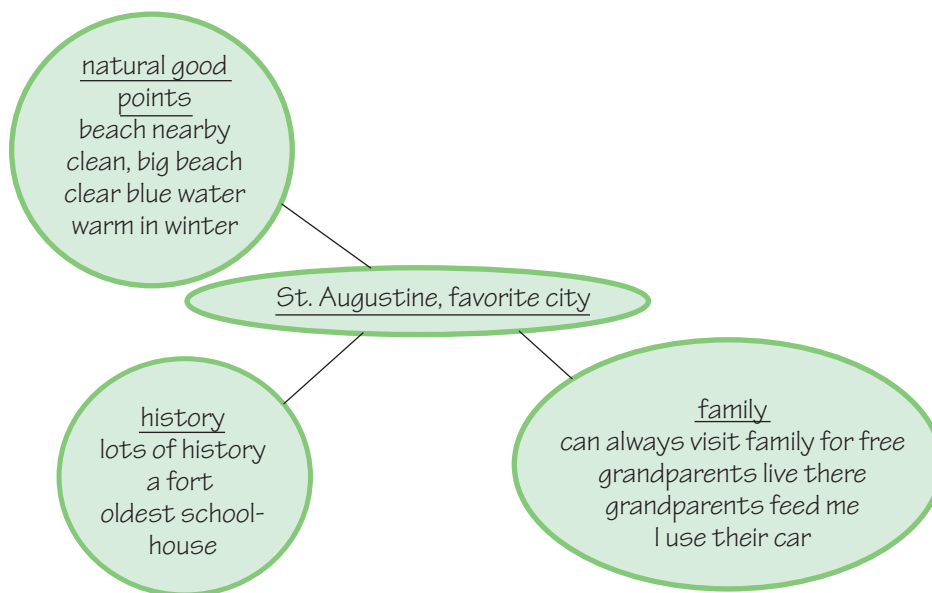 natural good
points
beach nearby
clean, big beach
clear blue water
warm in winter
St. Augustine, favorite city
history
lots of history
a fort
oldest school-
house
family
can always visit family for free
grandparents live there
grandparents feed me
I use their car